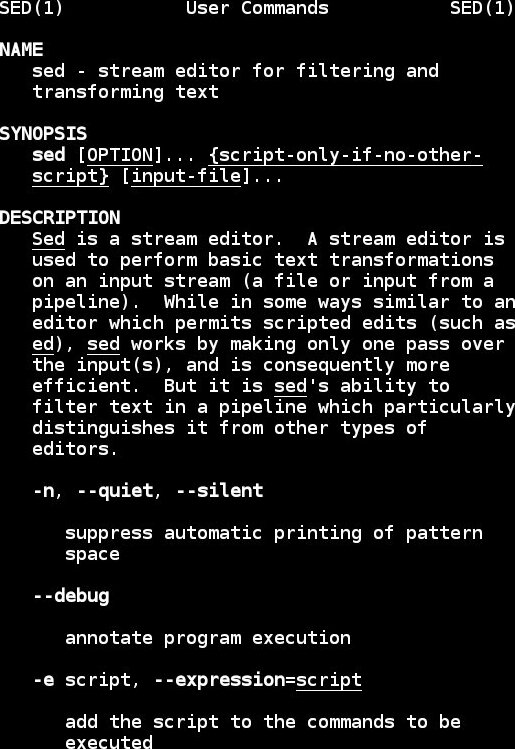 SED(1) User Commands SED(1)
NAME
sed - stream editor for filtering and
transforming text
SYNOPSIS
sed [OPTION]... {script-only-if-no-other-
script} [input-file]...
DESCRIPTION
Sed is a stream editor.  A stream editor is
used to perform basic text transformations
on an input stream (a file or input from a
pipeline).  While in some ways similar to an
editor which permits scripted edits (such as
ed), sed works by making only one pass over
the input(s), and is consequently more
efficient.  But it is sed's ability to
filter text in a pipeline which particularly
distinguishes it from other types of
editors.
-n, --quiet, --silent
suppress automatic printing of pattern
space
--debug
annotate program execution
-e script, --expression=script
add the script to the commands to be
executed